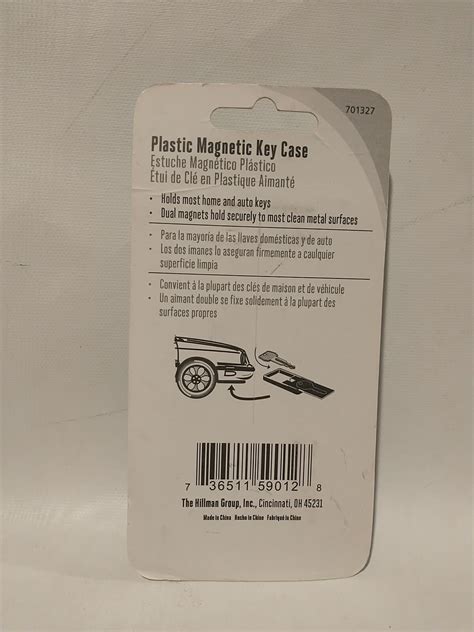 701327
Plastic Magnetic Key Case
Estuche Magnético Plástico
Étui de Clé en Plastique Aimanté
• Holds most home and auto keys
• Dual magnets hold securely to most clean metal surfaces
- Para la mayoría de las llaves domésticas y de auto
- Los dos imanes lo aseguran firmemente a caulquier
superficie limpia
- Convient à la plupart des clés de maison et de véhicule
- Un aimant double se fixe solidement à la plupart des
surfaces propres
7 36511 59012 8
The Hillman Group, Inc., Cincinnati, OH 45231
Made in China Hecho in Chine Fabriqué in Chine